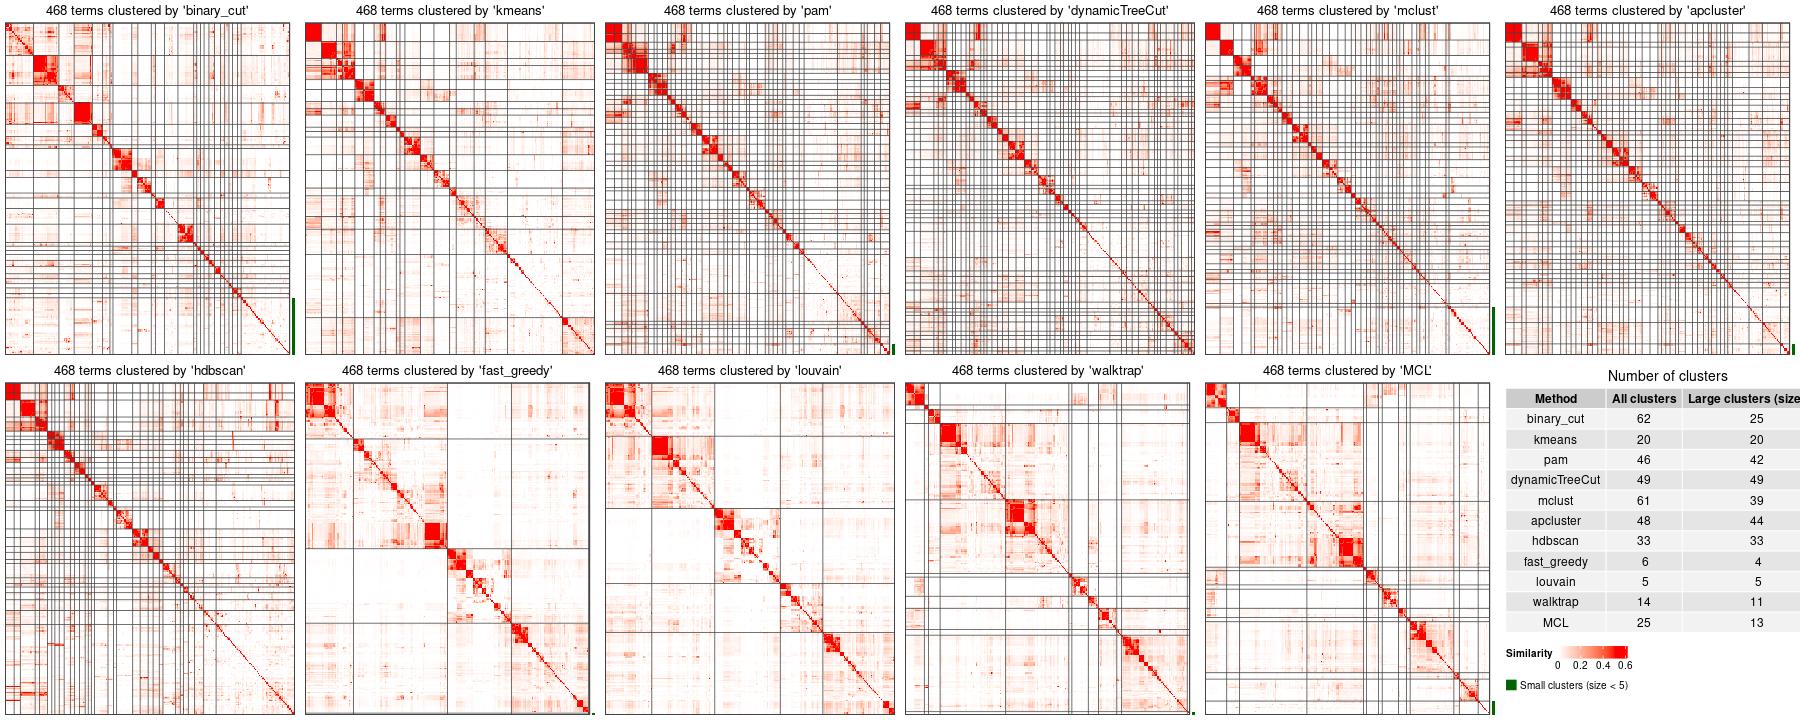 468 terms clustered by 'binary_cut'
468 terms clustered by 'kmeans'
468 terms clustered by 'pam'
468 terms clustered by 'dynamicTreeCut'
468 terms clustered by 'mclust'
468 terms clustered by 'apcluster'
468 terms clustered by 'hdbscan'
468 terms clustered by 'fast_greedy'
468 terms clustered by 'louvain'
468 terms clustered by 'walktrap'
468 terms clustered by 'MCL'
Number of clusters
Method All clusters Large clusters (size
binary_cut 62 25
kmeans 20 20
pam 46 42
dynamicTreeCut 49 49
mclust 61 39
apcluster 48 44
hdbscan 33 33
fast_greedy 6 4
louvain 5 5
walktrap 14 11
MCL 25 13
Similarity
0 0.2 0.4 0.6
Small clusters (size < 5)